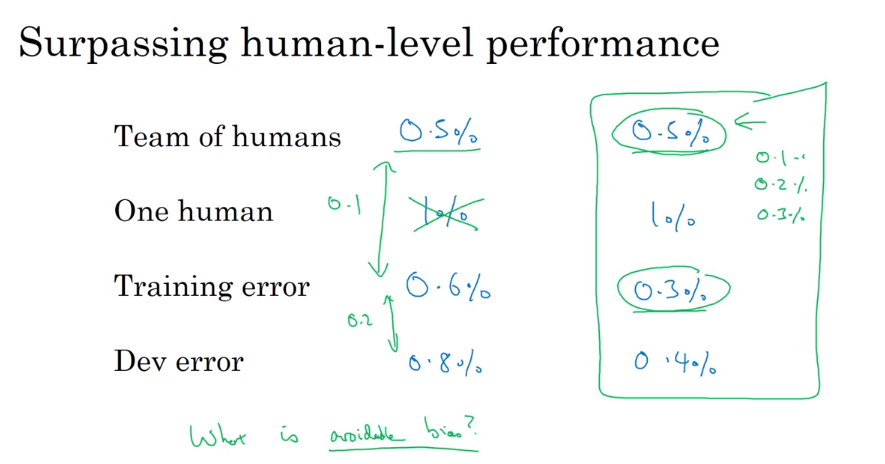 Surpassing human-level performance
Team of humans 0.5% 0.5%
0.1
0.2%
0.3%
One human 1% 1%
0.1
Training error 0.6% 0.3%
0.2
Dev error 0.8% 0.4%
What is avoidable bias?